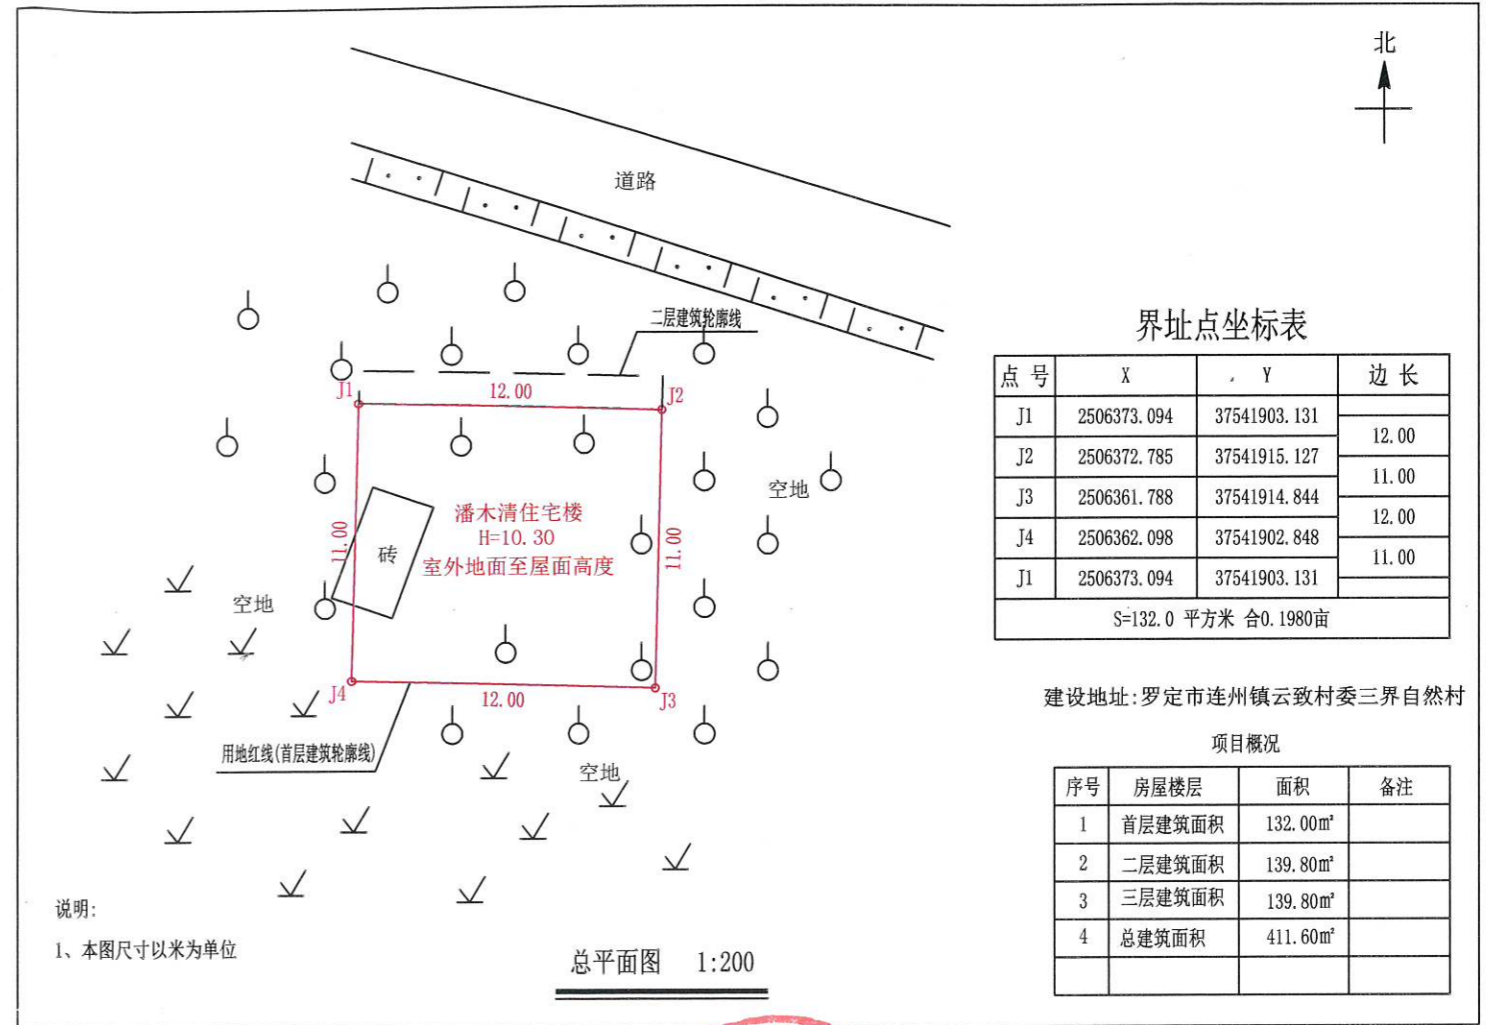 北
道路
二层建筑轮廓线
J1
12.00
J2
空地
11.00
潘木清住宅楼
H=10.30
室外地面至屋面高度
11.00
砖
空地
J4
12.00
J3
用地红线(首层建筑轮廓线)
空地
说明:
1、本图尺寸以米为单位
总平面图 1:200
界址点坐标表
点号 X Y 边长
J1 2506373.094 37541903.131
12.00
J2 2506372.785 37541915.127
11.00
J3 2506361.788 37541914.844
12.00
J4 2506362.098 37541902.848
11.00
J1 2506373.094 37541903.131
S=132.0 平方米 合0.1980亩
建设地址:罗定市连州镇云致村委三界自然村
项目概况
序号 房屋楼层 面积 备注
1 首层建筑面积 132.00㎡
2 二层建筑面积 139.80㎡
3 三层建筑面积 139.80㎡
4 总建筑面积 411.60㎡